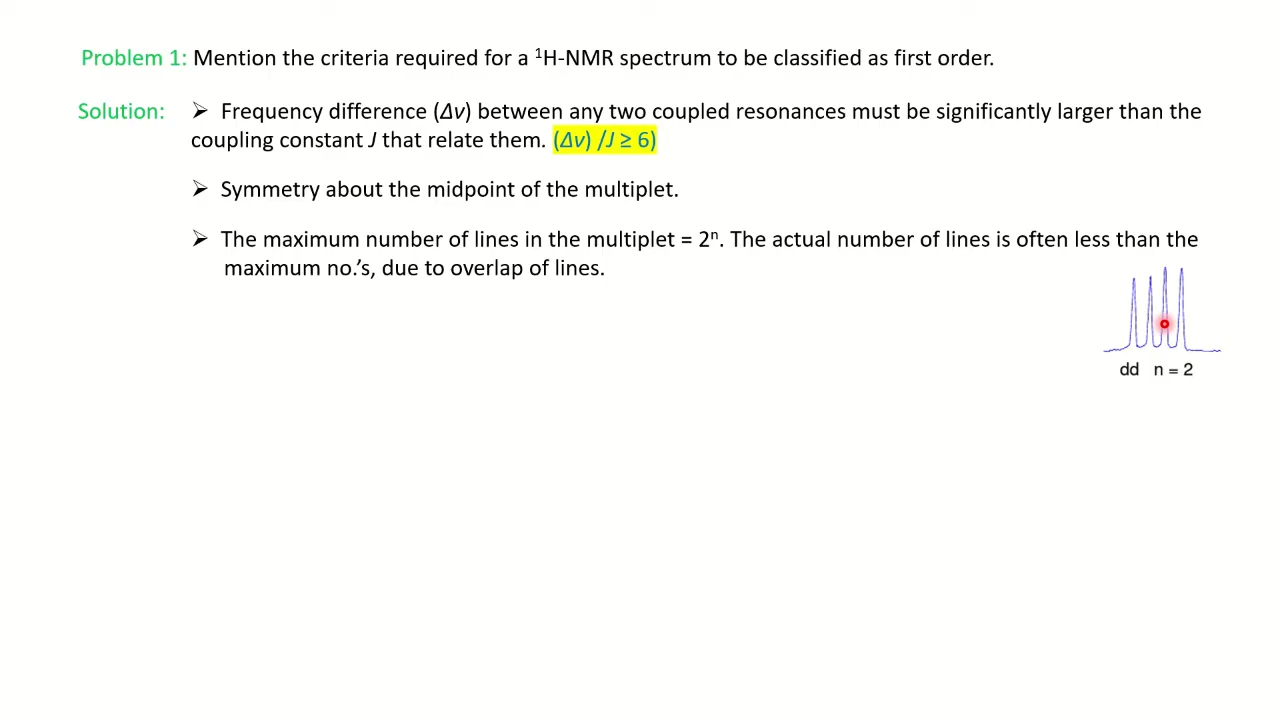 Problem 1: Mention the criteria required for a ¹H-NMR spectrum to be classified as first order.
Solution: ➢ Frequency difference (Δν) between any two coupled resonances must be significantly larger than the
coupling constant J that relate them. (Δν) /J ≥ 6)
➢ Symmetry about the midpoint of the multiplet.
➢ The maximum number of lines in the multiplet = 2ⁿ. The actual number of lines is often less than the
maximum no.'s, due to overlap of lines.
dd n = 2